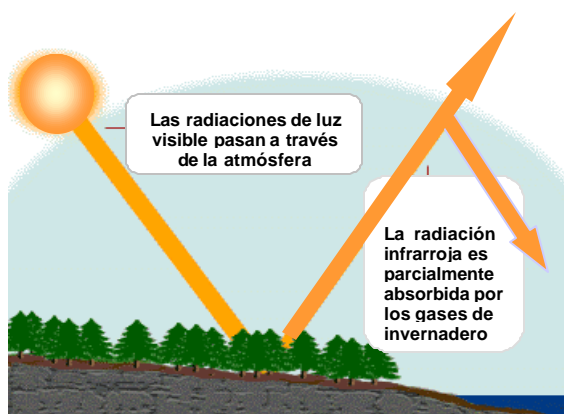 Las radiaciones de luz
visible pasan a través
de la atmósfera
La radiación
infrarroja es
parcialmente
absorbida por
los gases de
invernadero